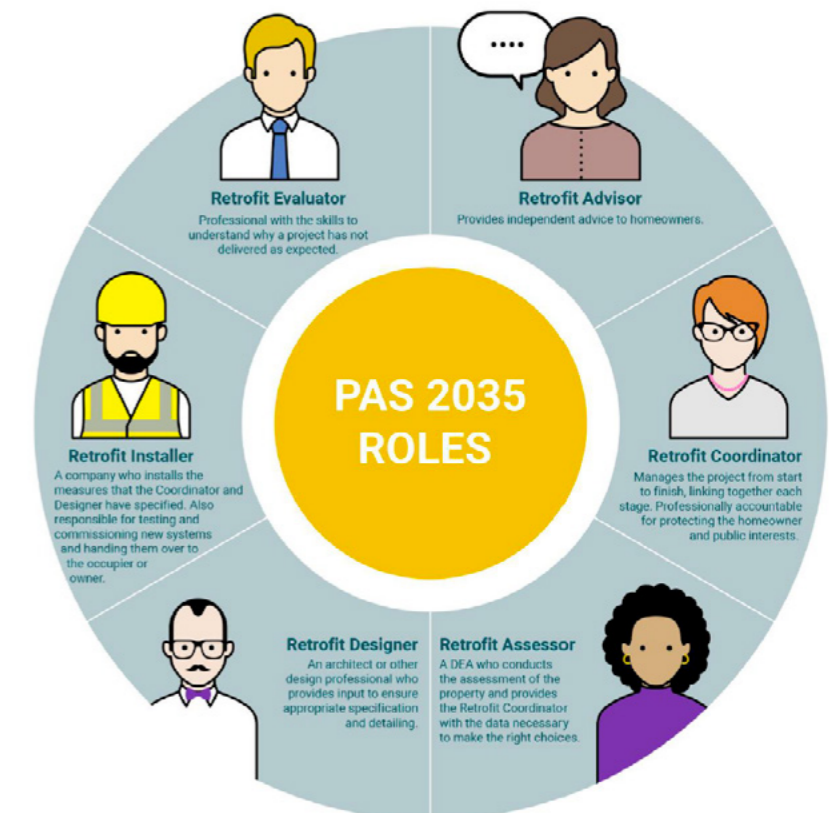 ....
Retrofit Evaluator
Professional with the skills to
understand why a project has not
delivered as expected.
Retrofit Advisor
Provides independent advice to homeowners.
PAS 2035
ROLES
Retrofit Coordinator
Manages the project from start
to finish, linking together each
stage. Professionally accountable
for protecting the homeowner
and public interests.
Retrofit Assessor
A DEA who conducts
the assessment of the
property and provides
the Retrofit Coordinator
with the data necessary
to make the right choices.
Retrofit Designer
An architect or other
design professional who
provides input to ensure
appropriate specification
and detailing.
Retrofit Installer
A company who installs the
measures that the Coordinator and
Designer have specified. Also
responsible for testing and
commissioning new systems
and handing them over to
the occupier or
owner.